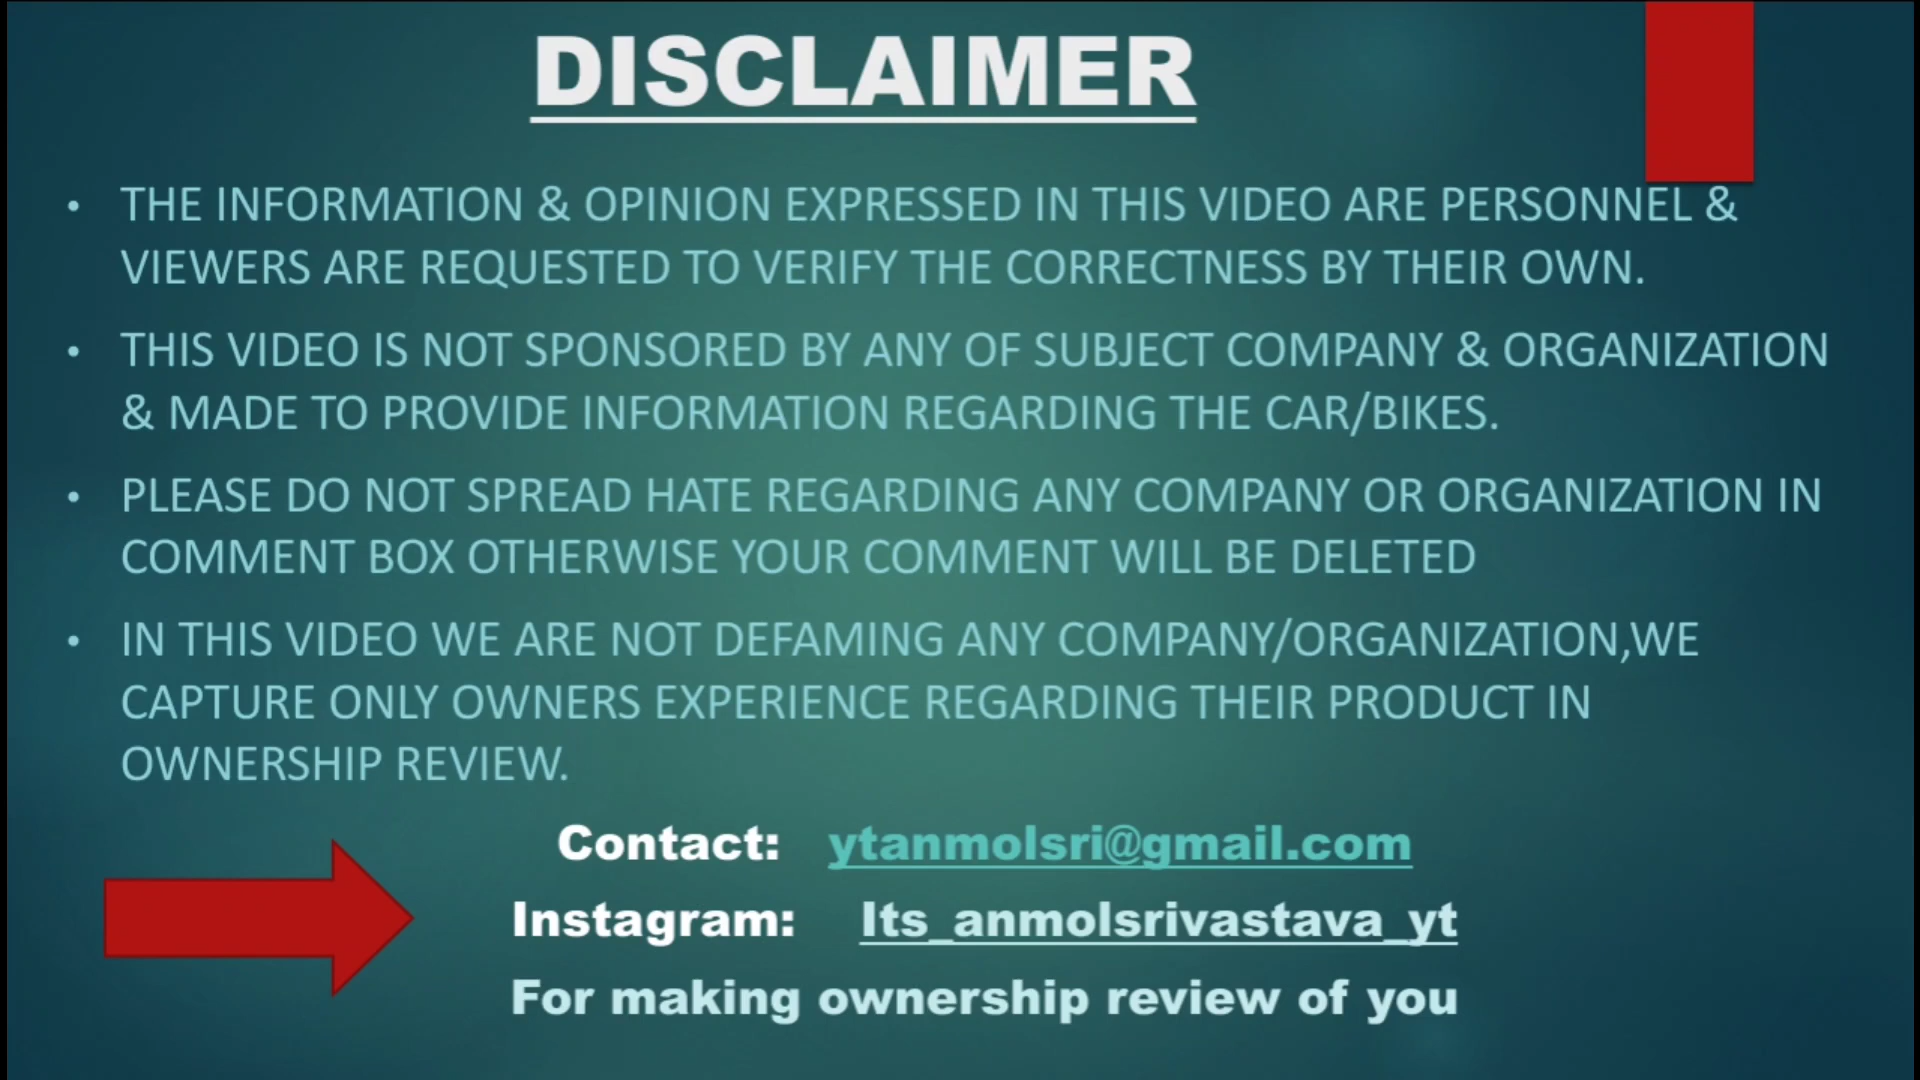 DISCLAIMER
• THE INFORMATION & OPINION EXPRESSED IN THIS VIDEO ARE PERSONNEL &
VIEWERS ARE REQUESTED TO VERIFY THE CORRECTNESS BY THEIR OWN.
• THIS VIDEO IS NOT SPONSORED BY ANY OF SUBJECT COMPANY & ORGANIZATION
& MADE TO PROVIDE INFORMATION REGARDING THE CAR/BIKES.
• PLEASE DO NOT SPREAD HATE REGARDING ANY COMPANY OR ORGANIZATION IN
COMMENT BOX OTHERWISE YOUR COMMENT WILL BE DELETED
• IN THIS VIDEO WE ARE NOT DEFAMING ANY COMPANY/ORGANIZATION,WE
CAPTURE ONLY OWNERS EXPERIENCE REGARDING THEIR PRODUCT IN
OWNERSHIP REVIEW.
Contact: ytanmolsri@gmail.com
Instagram: Its_anmolsrivastava_yt
For making ownership review of you